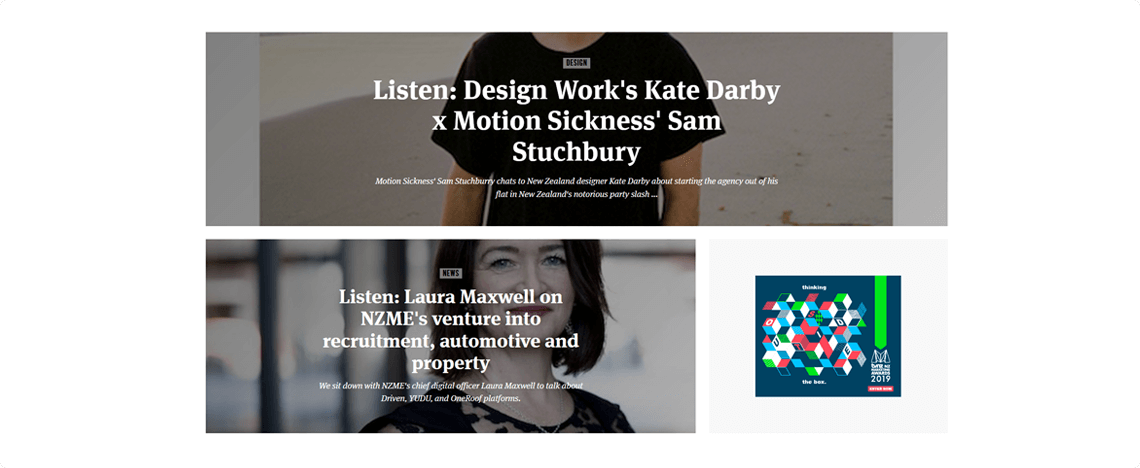 DESIGN
Listen: Design Work's Kate Darby
x Motion Sickness' Sam
Stuchbury
Motion Sickness' Sam Stuchburry chats to New Zealand designer Kate Darby about starting the agency out of his
flat in New Zealand's notorious party slash ...
NEWS
Listen: Laura Maxwell on
NZME's venture into
recruitment, automotive and
property
We sit down with NZME's chief digital officer Laura Maxwell to talk about
Driven, YUDU, and OneRoof platforms.
thinking
OUTSIDE
the box.
AWARDS
2019
ENTER NOW